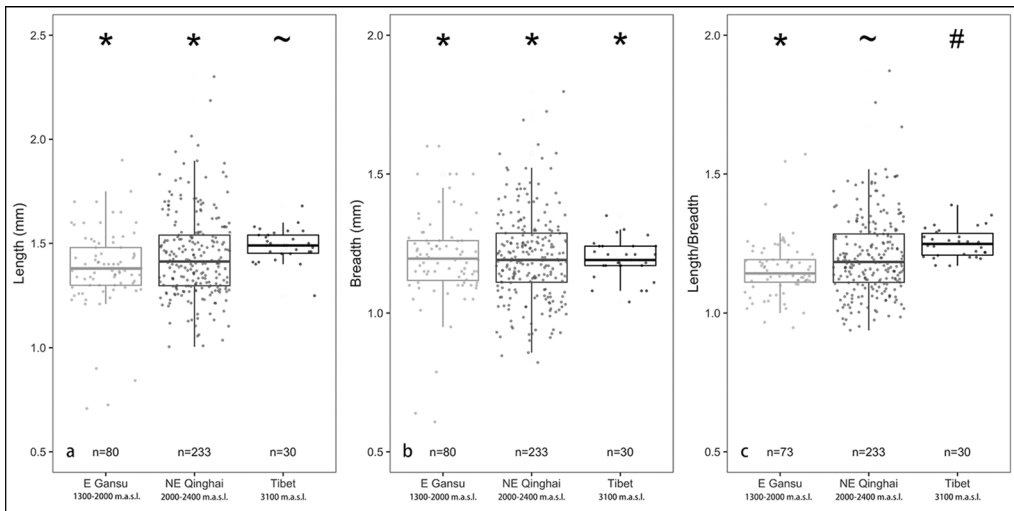 * * ~
* * *
* ~ #
Length (mm)
2.5
2.0
1.5
1.0
0.5
a
n=80 n=233 n=30
E Gansu NE Qinghai Tibet
1300-2000 m.a.s.l. 2000-2400 m.a.s.l. 3100 m.a.s.l.
Breadth (mm)
2.0
1.5
1.0
0.5
b
n=80 n=233 n=30
E Gansu NE Qinghai Tibet
1300-2000 m.a.s.l. 2000-2400 m.a.s.l. 3100 m.a.s.l.
Length/Breadth
2.0
1.5
1.0
0.5
c
n=73 n=233 n=30
E Gansu NE Qinghai Tibet
1300-2000 m.a.s.l. 2000-2400 m.a.s.l. 3100 m.a.s.l.